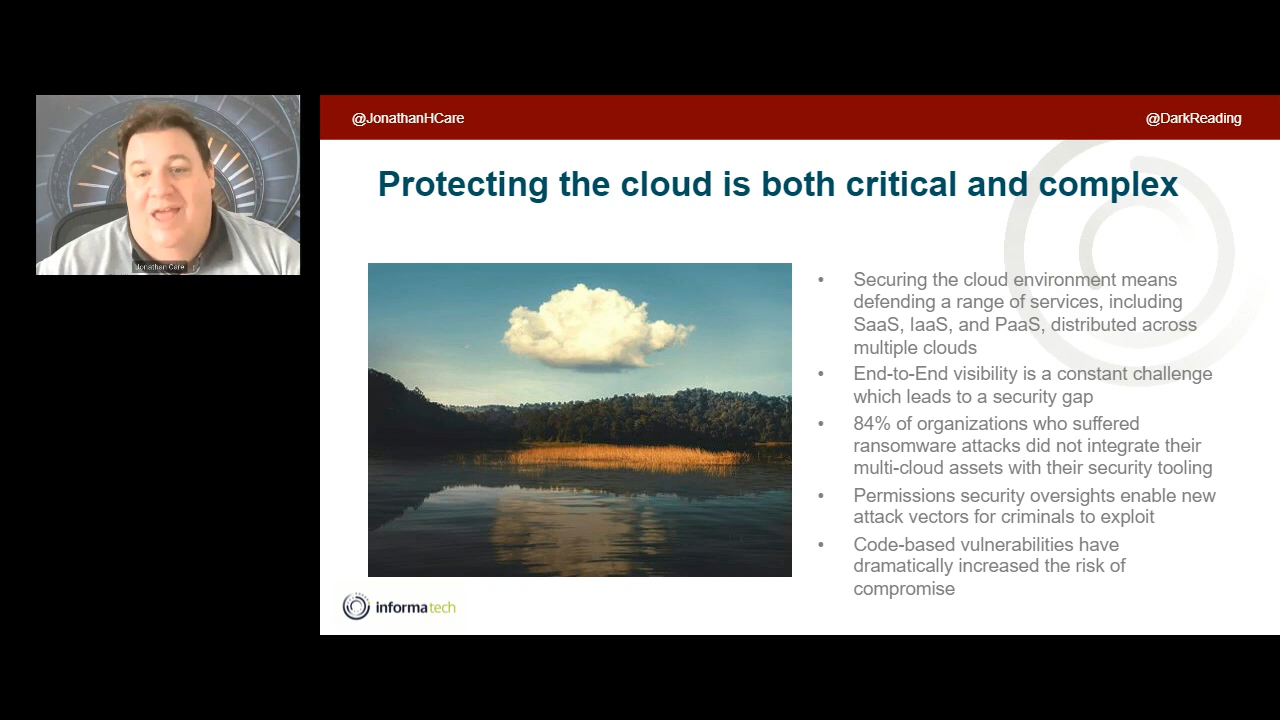 @JonathanHCare
@DarkReading
Protecting the cloud is both critical and complex
Jonathan Care
• Securing the cloud environment means
defending a range of services, including
SaaS, IaaS, and PaaS, distributed across
multiple clouds
• End-to-End visibility is a constant challenge
which leads to a security gap
• 84% of organizations who suffered
ransomware attacks did not integrate their
multi-cloud assets with their security tooling
• Permissions security oversights enable new
attack vectors for criminals to exploit
• Code-based vulnerabilities have
dramatically increased the risk of
compromise
informatech